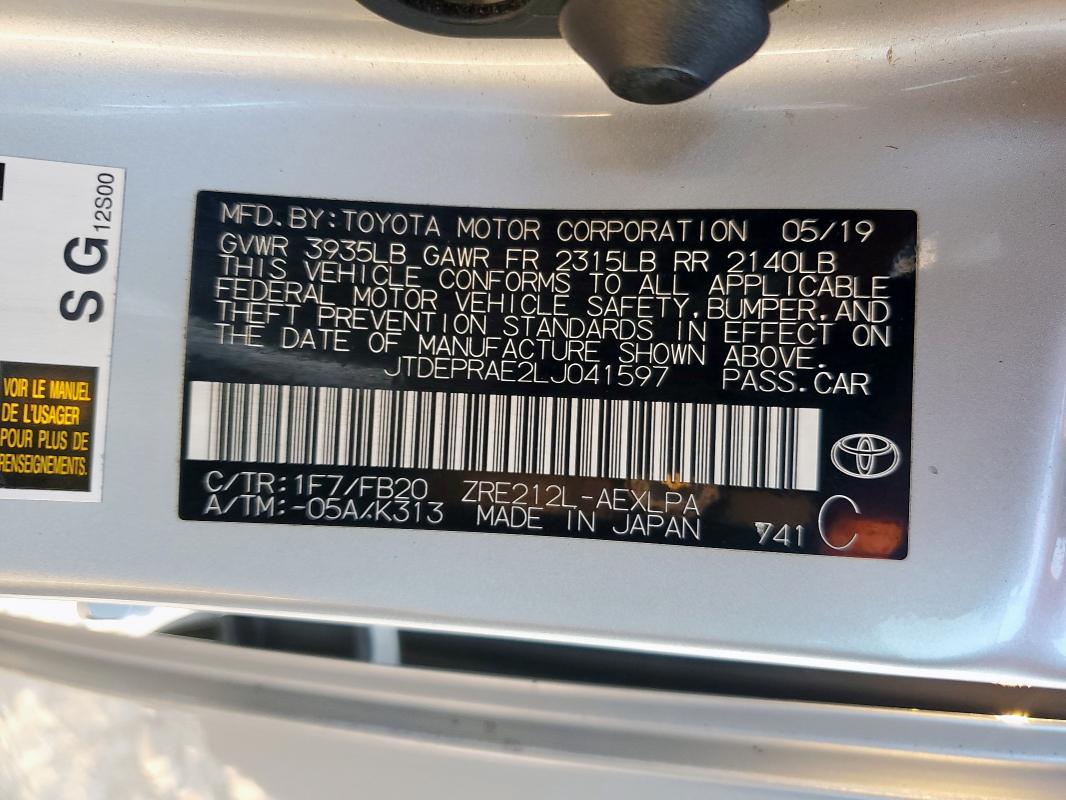 MFD.BY:TOYOTA MOTOR CORPORATION 05/19
GVWR 3935LB GAWR FR 2315LB RR 2140LB
THIS VEHICLE CONFORMS TO ALL APPLICABLE
FEDERAL MOTOR VEHICLE SAFETY,BUMPER,AND
THEFT PREVENTION STANDARDS IN EFFECT ON
THE DATE OF MANUFACTURE SHOWN ABOVE.
JTDEPRAE2LJ041597 PASS.CAR
C/TR:1F7/FB20 ZRE212L-AEXLPA
A/TM:-05A/K313 MADE IN JAPAN 741 C
SG 12S00
VOIR LE MANUEL
DE L'USAGER
POUR PLUS DE
RENSEIGNEMENTS.